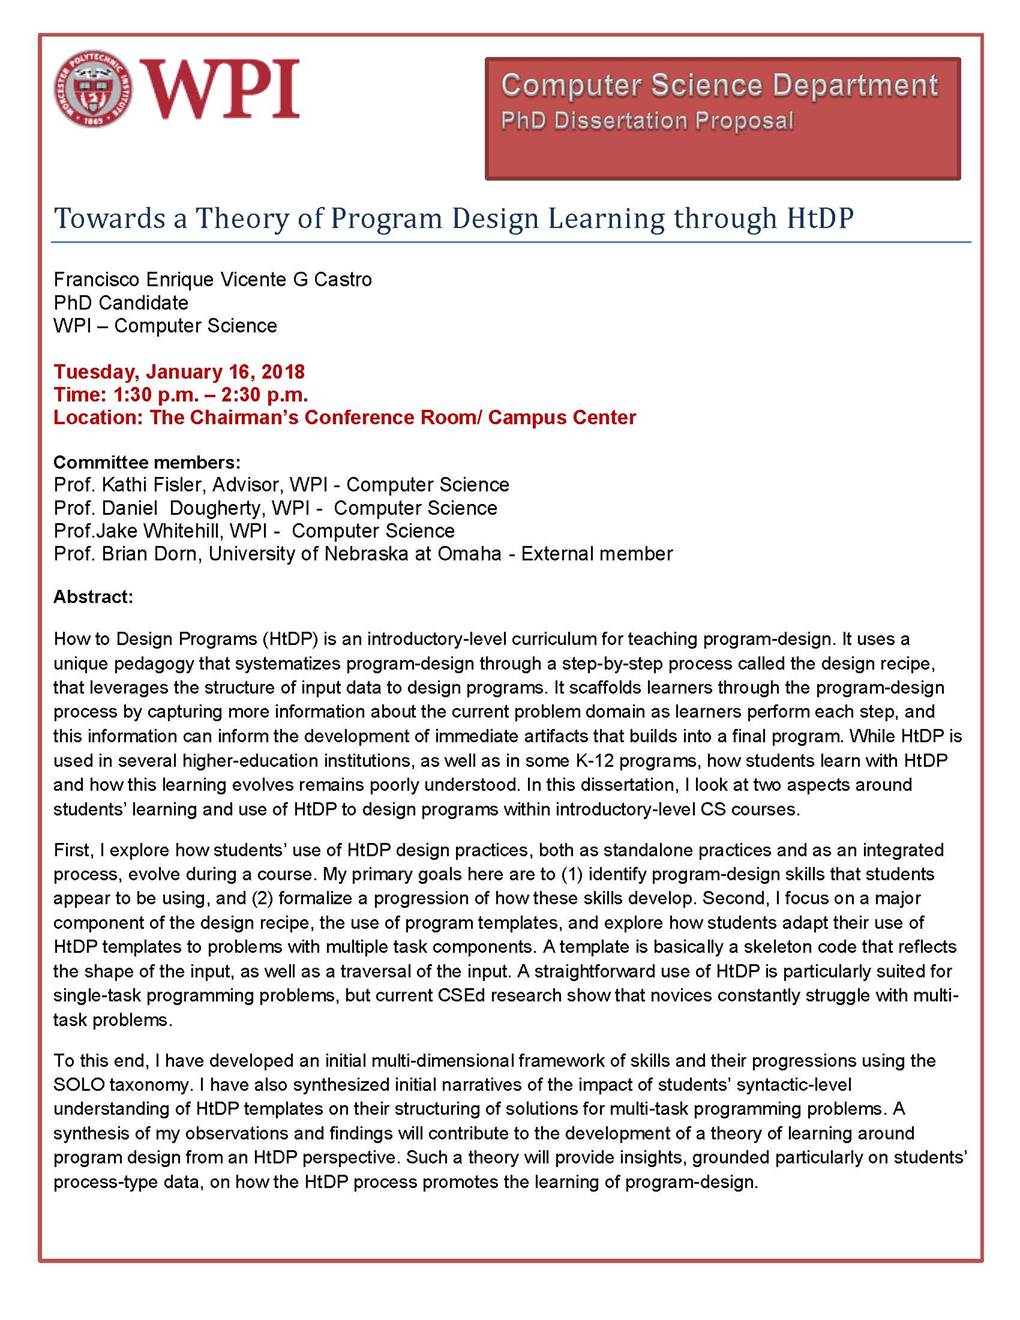 WORCESTER POLYTECHNIC INSTITUTE
1865
WPI
Computer Science Department
PhD Dissertation Proposal
Towards a Theory of Program Design Learning through HtDP
Francisco Enrique Vicente G Castro
PhD Candidate
WPI – Computer Science
Tuesday, January 16, 2018
Time: 1:30 p.m. – 2:30 p.m.
Location: The Chairman's Conference Room/ Campus Center
Committee members:
Prof. Kathi Fisler, Advisor, WPI - Computer Science
Prof. Daniel  Dougherty, WPI -  Computer Science
Prof.Jake Whitehill, WPI -  Computer Science
Prof. Brian Dorn, University of Nebraska at Omaha - External member
Abstract:
How to Design Programs (HtDP) is an introductory-level curriculum for teaching program-design. It uses a
unique pedagogy that systematizes program-design through a step-by-step process called the design recipe,
that leverages the structure of input data to design programs. It scaffolds learners through the program-design
process by capturing more information about the current problem domain as learners perform each step, and
this information can inform the development of immediate artifacts that builds into a final program. While HtDP is
used in several higher-education institutions, as well as in some K-12 programs, how students learn with HtDP
and how this learning evolves remains poorly understood. In this dissertation, I look at two aspects around
students' learning and use of HtDP to design programs within introductory-level CS courses.
First, I explore how students' use of HtDP design practices, both as standalone practices and as an integrated
process, evolve during a course. My primary goals here are to (1) identify program-design skills that students
appear to be using, and (2) formalize a progression of how these skills develop. Second, I focus on a major
component of the design recipe, the use of program templates, and explore how students adapt their use of
HtDP templates to problems with multiple task components. A template is basically a skeleton code that reflects
the shape of the input, as well as a traversal of the input. A straightforward use of HtDP is particularly suited for
single-task programming problems, but current CSEd research show that novices constantly struggle with multi-
task problems.
To this end, I have developed an initial multi-dimensional framework of skills and their progressions using the
SOLO taxonomy. I have also synthesized initial narratives of the impact of students' syntactic-level
understanding of HtDP templates on their structuring of solutions for multi-task programming problems. A
synthesis of my observations and findings will contribute to the development of a theory of learning around
program design from an HtDP perspective. Such a theory will provide insights, grounded particularly on students'
process-type data, on how the HtDP process promotes the learning of program-design.